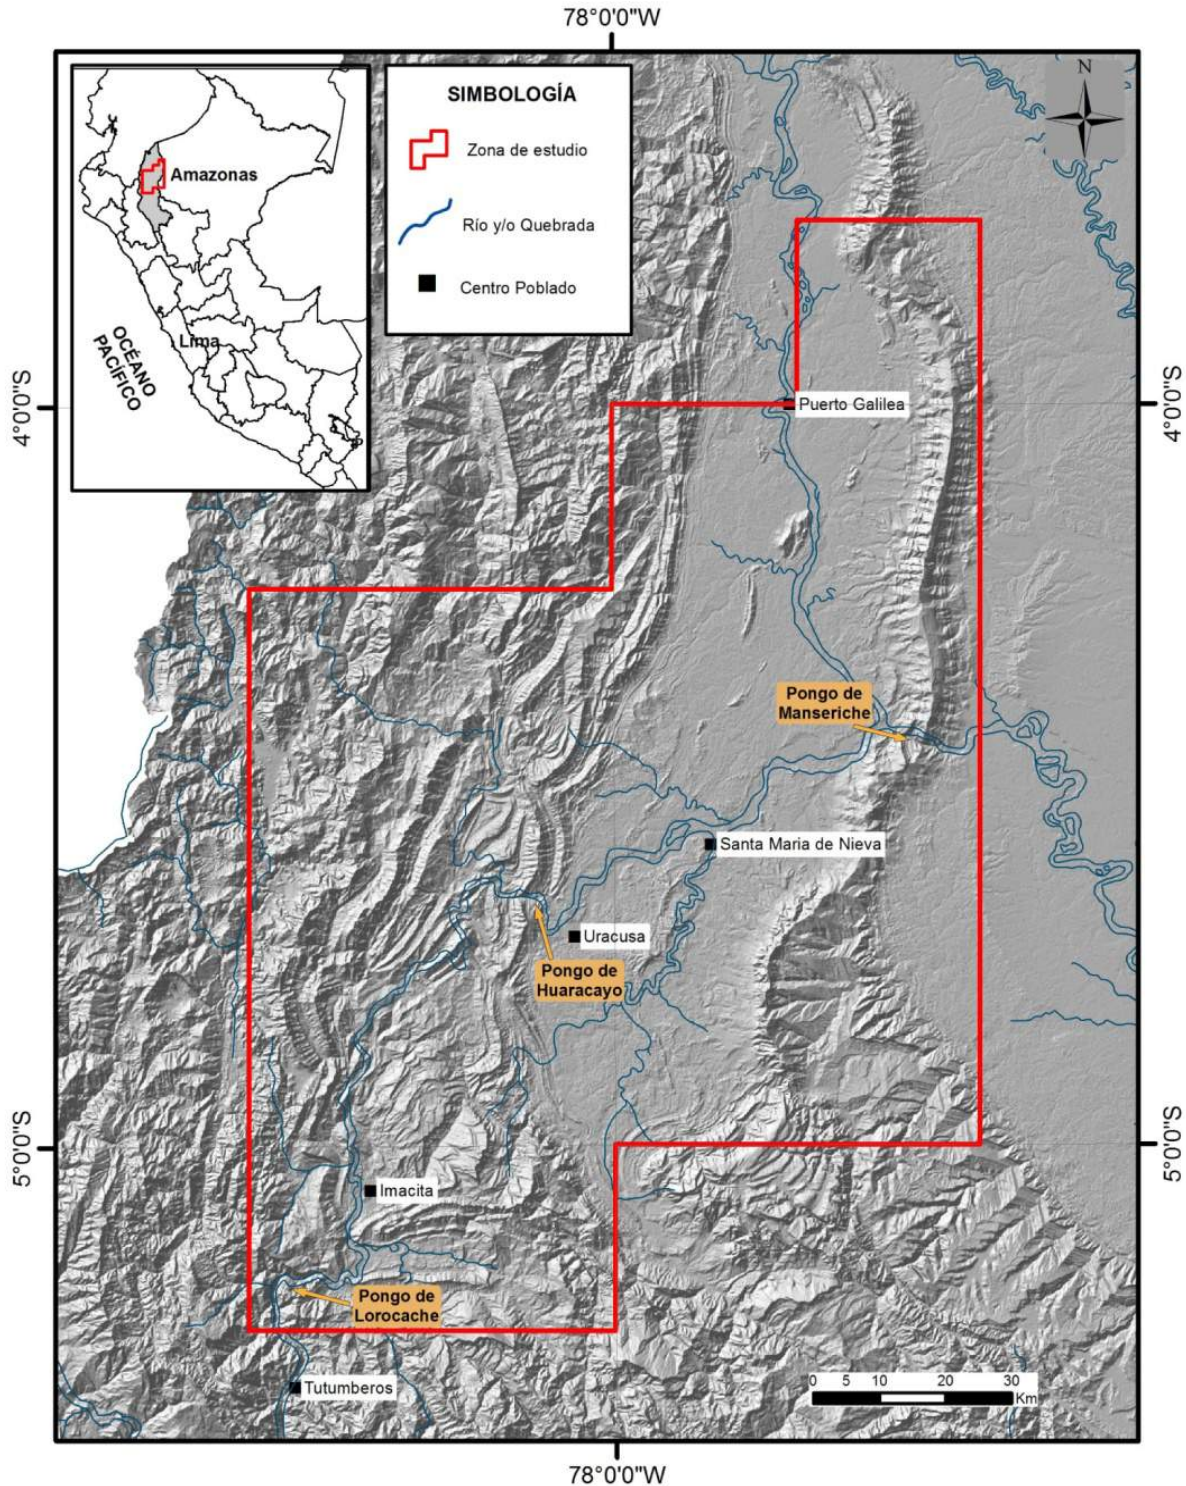 78°0'0"W
N
SIMBOLOGÍA
Zona de estudio
Río y/o Quebrada
Centro Poblado
Amazonas
Lima
OCÉANO
PACÍFICO
4°0'0"S
4°0'0"S
Puerto Galilea
Pongo de
Manseriche
Santa Maria de Nieva
Uracusa
Pongo de
Huaracayo
5°0'0"S
5°0'0"S
Imacita
Pongo de
Lorocache
Tutumberos
0 5 10 20 30
Km
78°0'0"W